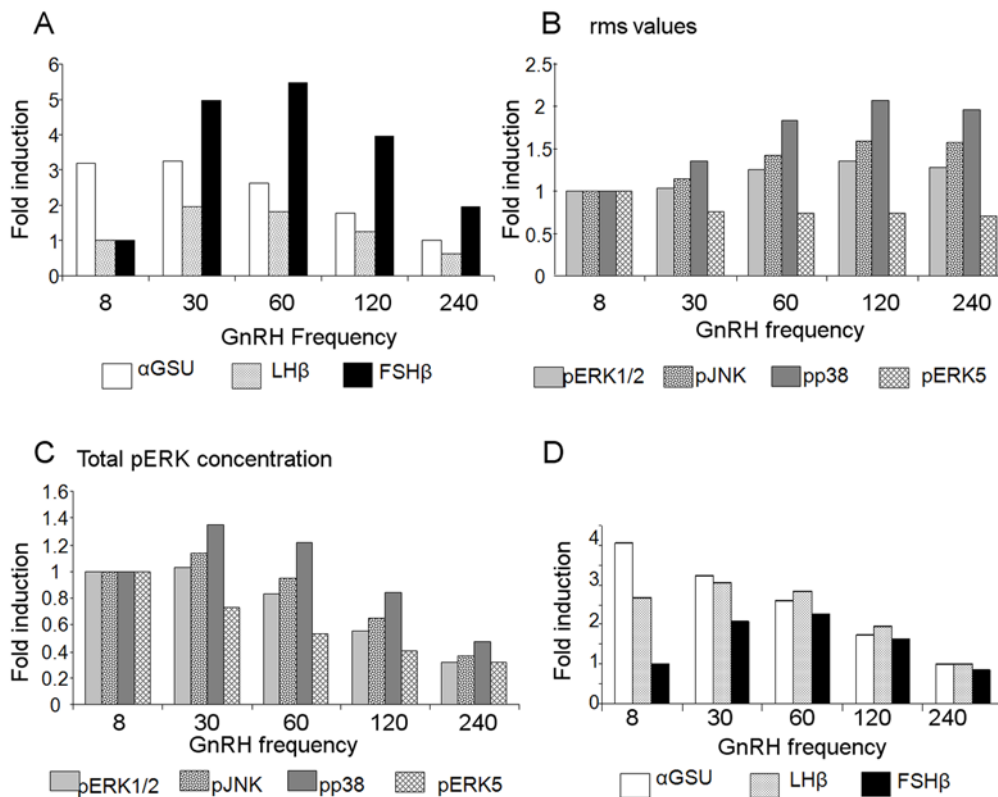 A
Fold induction
6
5
4
3
2
1
0
8 30 60 120 240
GnRH Frequency
αGSU LHβ FSHβ
B rms values
Fold induction
2.5
2
1.5
1
0.5
0
8 30 60 120 240
GnRH frequency
pERK1/2 pJNK pp38 pERK5
C Total pERK concentration
Fold induction
1.6
1.4
1.2
1
0.8
0.6
0.4
0.2
0
8 30 60 120 240
GnRH frequency
pERK1/2 pJNK pp38 pERK5
D
Fold induction
4
3
2
1
0
8 30 60 120 240
GnRH frequency
αGSU LHβ FSHβ